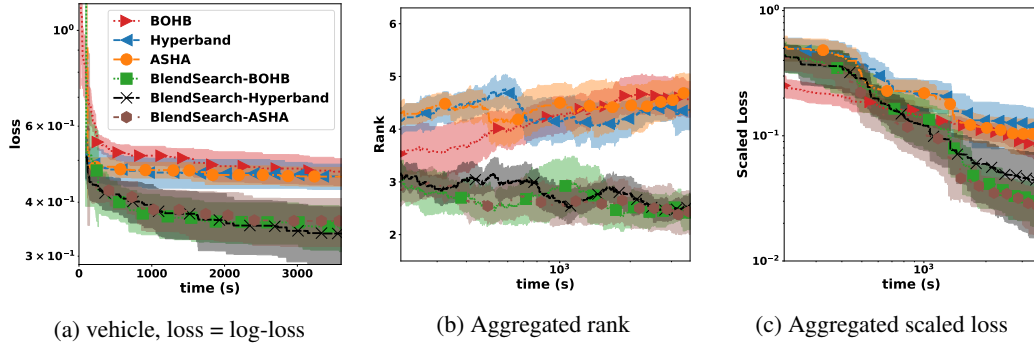 BOHB
Hyperband
ASHA
BlendSearch-BOHB
BlendSearch-Hyperband
BlendSearch-ASHA
loss
10⁰
6 × 10⁻¹
4 × 10⁻¹
3 × 10⁻¹
0 1000 2000 3000
time (s)
(a) vehicle, loss = log-loss
Rank
6
5
4
3
2
10³
time (s)
(b) Aggregated rank
Scaled Loss
10⁰
10⁻¹
10⁻²
10³
time (s)
(c) Aggregated scaled loss